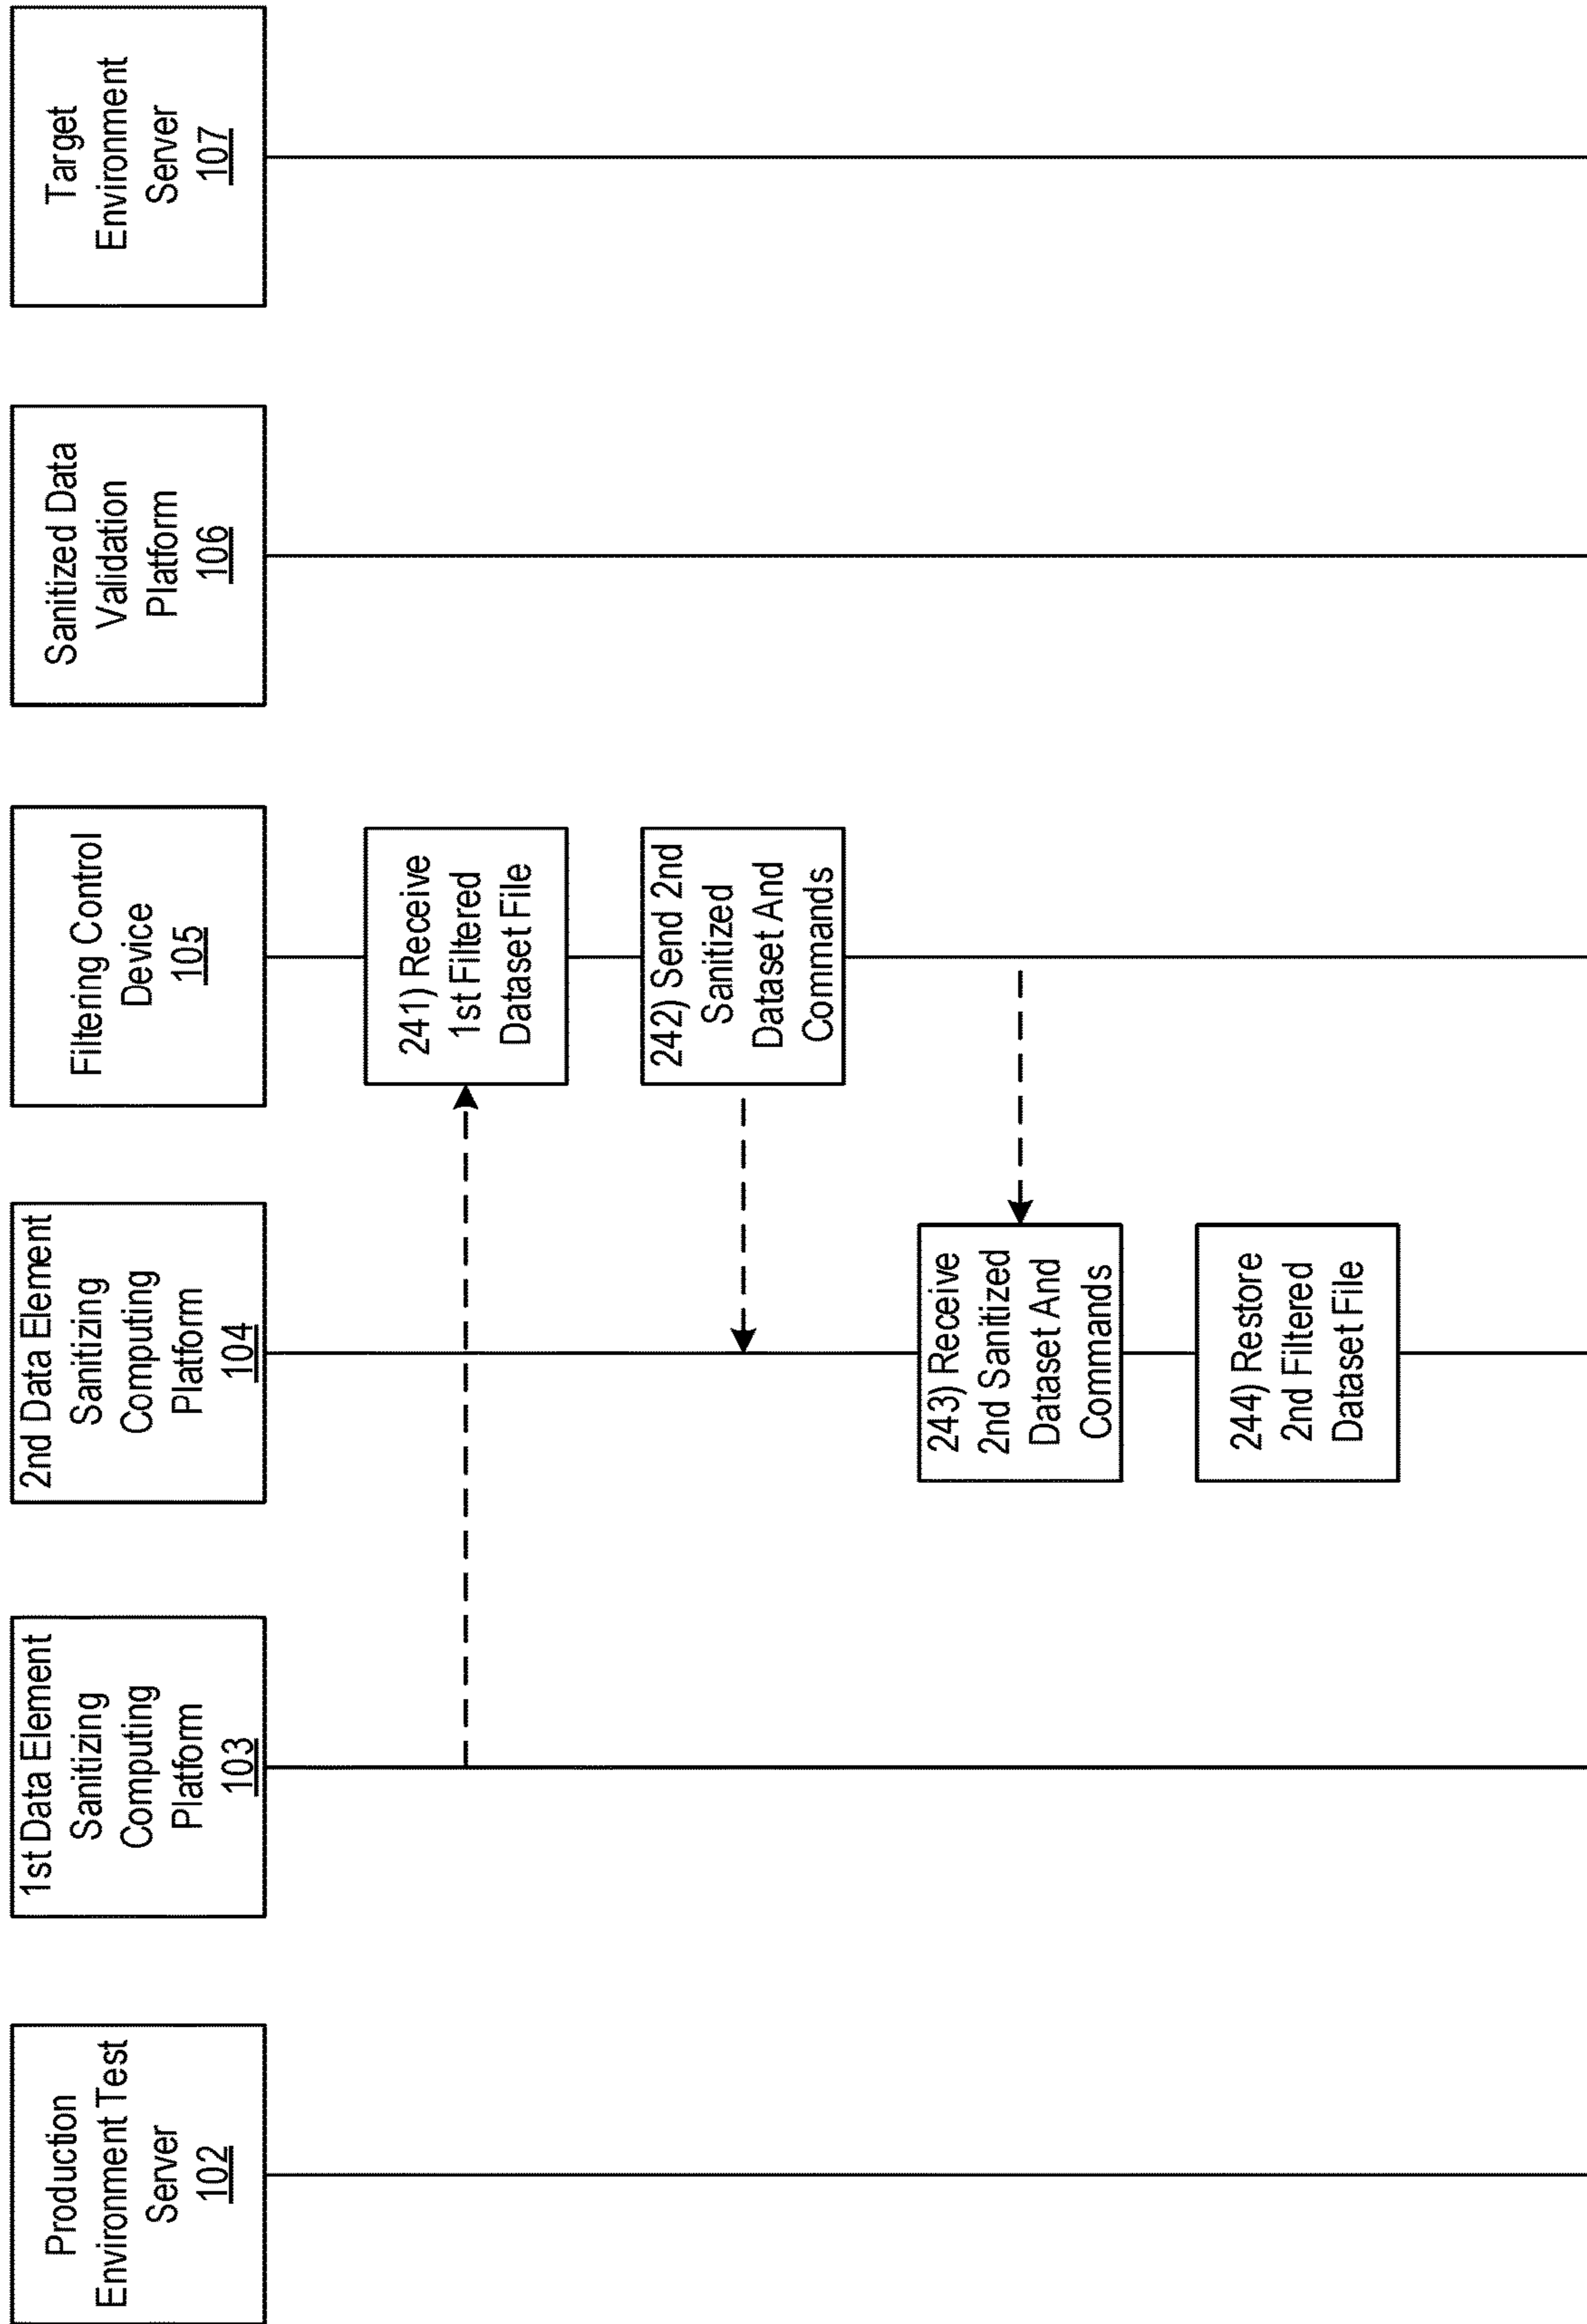 Production
Environment Test
Server
102
1st Data Element
Sanitizing
Computing
Platform
103
2nd Data Element
Sanitizing
Computing
Platform
104
Filtering Control
Device
105
Sanitized Data
Validation
Platform
106
Target
Environment
Server
107
241) Receive
1st Filtered
Dataset File
242) Send 2nd
Sanitized
Dataset And
Commands
243) Receive
2nd Sanitized
Dataset And
Commands
244) Restore
2nd Filtered
Dataset File